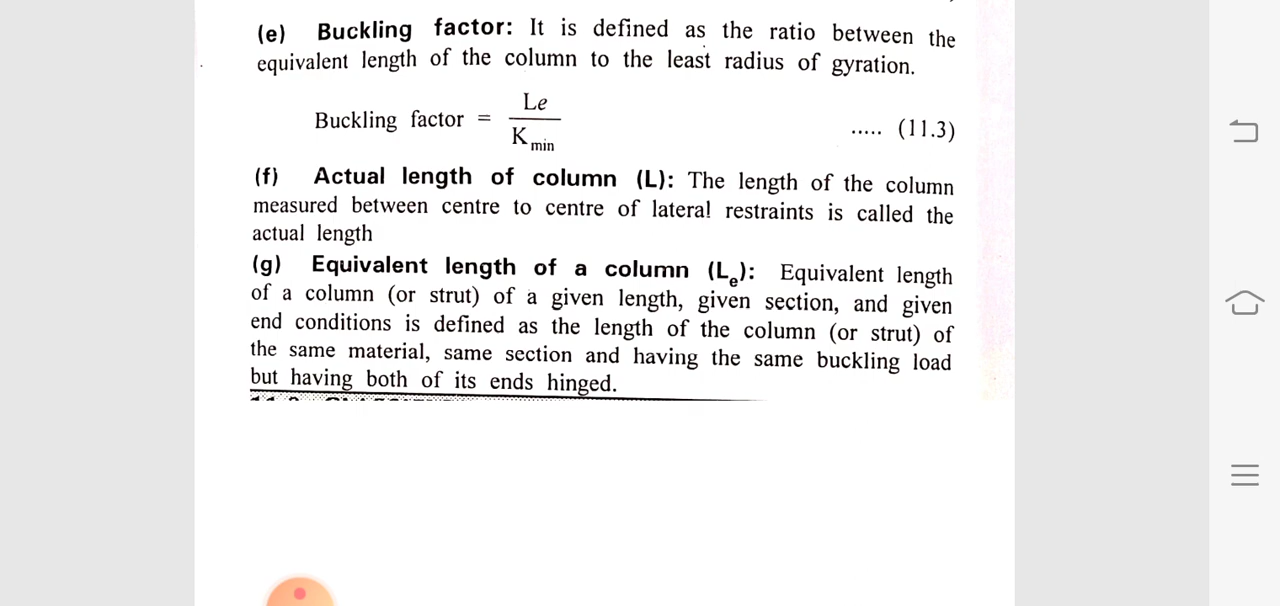 (e) Buckling factor: It is defined as the ratio between the
equivalent length of the column to the least radius of gyration.
Buckling factor = Le / K min ..... (11.3)
(f) Actual length of column (L): The length of the column
measured between centre to centre of lateral restraints is called the
actual length
(g) Equivalent length of a column (Le): Equivalent length
of a column (or strut) of a given length, given section, and given
end conditions is defined as the length of the column (or strut) of
the same material, same section and having the same buckling load
but having both of its ends hinged.